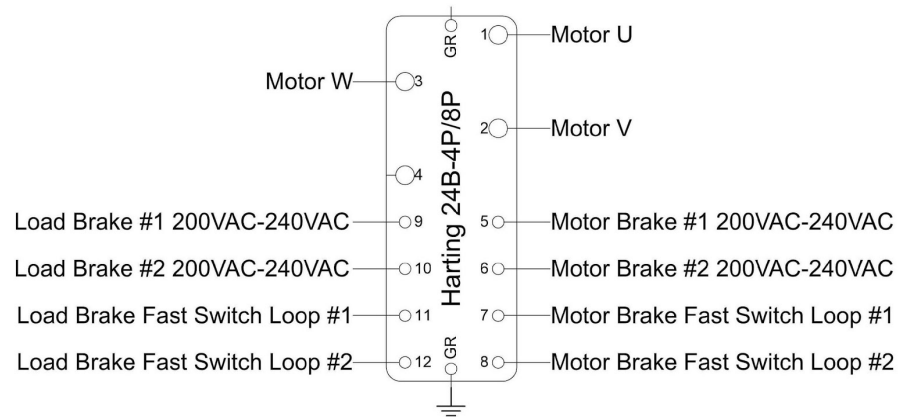 GR
1
Motor U
Motor W
3
2
Motor V
4
Harting 24B-4P/8P
Load Brake #1 200VAC-240VAC
9
5
Motor Brake #1 200VAC-240VAC
Load Brake #2 200VAC-240VAC
10
6
Motor Brake #2 200VAC-240VAC
Load Brake Fast Switch Loop #1
11
7
Motor Brake Fast Switch Loop #1
Load Brake Fast Switch Loop #2
12
GR
8
Motor Brake Fast Switch Loop #2